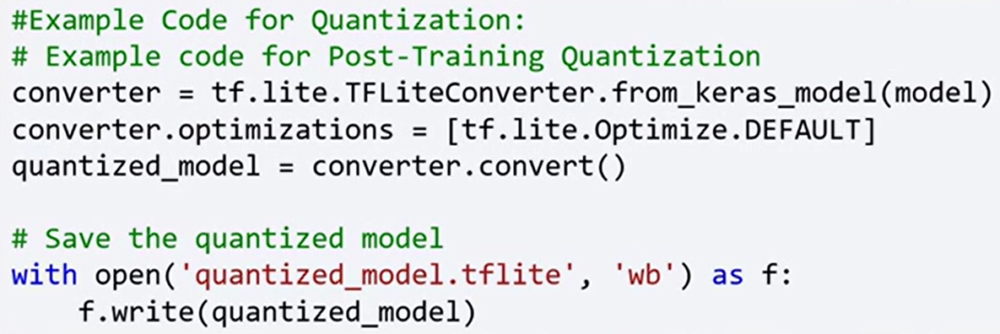 #Example Code for Quantization:
# Example code for Post-Training Quantization
converter = tf.lite.TFLiteConverter.from_keras_model(model)
converter.optimizations = [tf.lite.Optimize.DEFAULT]
quantized_model = converter.convert()

# Save the quantized model
with open('quantized_model.tflite', 'wb') as f:
    f.write(quantized_model)